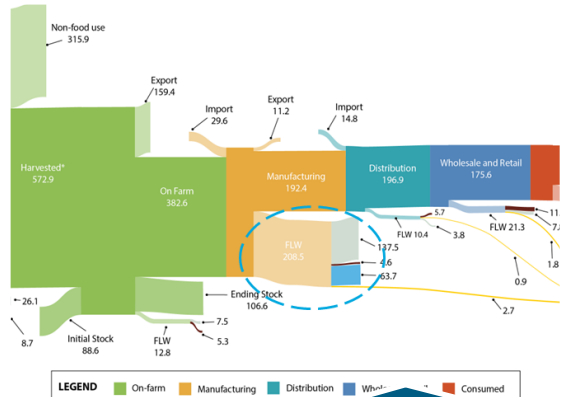 Non-food use
315.9
Export
159.4
Import
29.6
Export
11.2
Import
14.8
Harvested*
572.9
On Farm
382.6
Manufacturing
192.4
Distribution
196.9
Wholesale and Retail
175.6
FLW
208.5
137.5
4.6
63.7
5.7
FLW 10.4
3.8
FLW 21.3
11.
7.
1.8
0.9
2.7
26.1
8.7
Initial Stock
88.6
Ending Stock
106.6
FLW
12.8
7.5
5.3
LEGEND
On-farm
Manufacturing
Distribution
Consumed